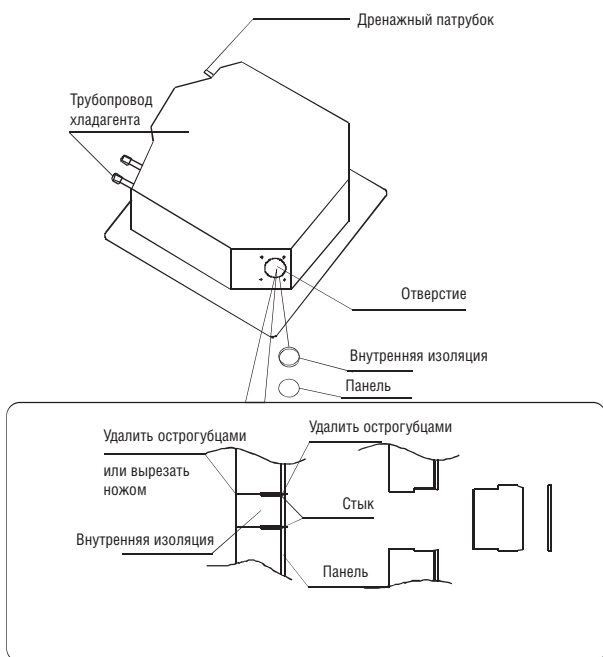 Дренажный патрубок
Трубопровод
хладагента
Отверстие
Внутренняя изоляция
Панель
Удалить острогубцами
или вырезать
ножом
Внутренняя изоляция
Удалить острогубцами
Стык
Панель